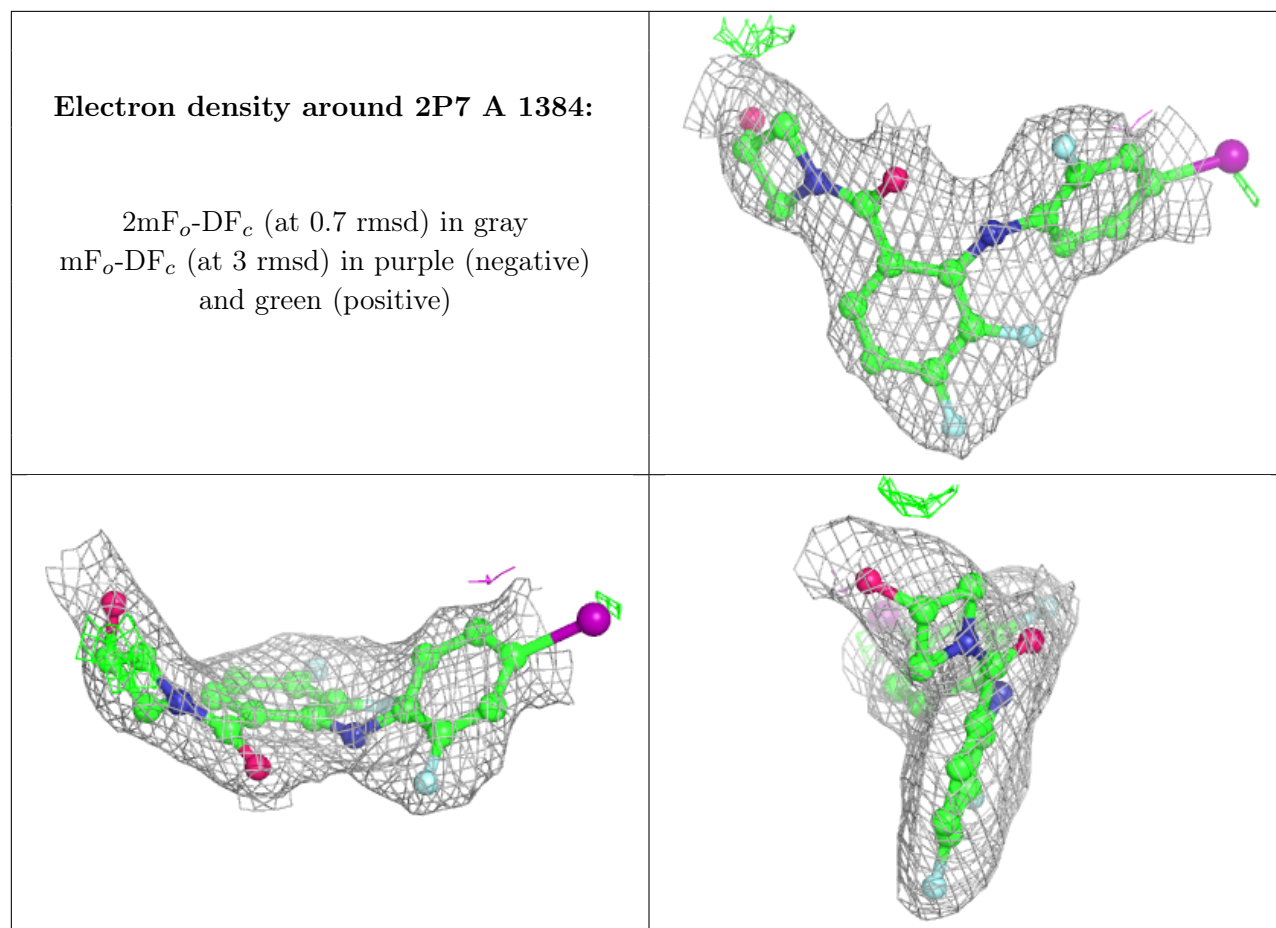 Electron density around 2P7 A 1384:
2mFo-DFc (at 0.7 rmsd) in gray
mFo-DFc (at 3 rmsd) in purple (negative)
and green (positive)